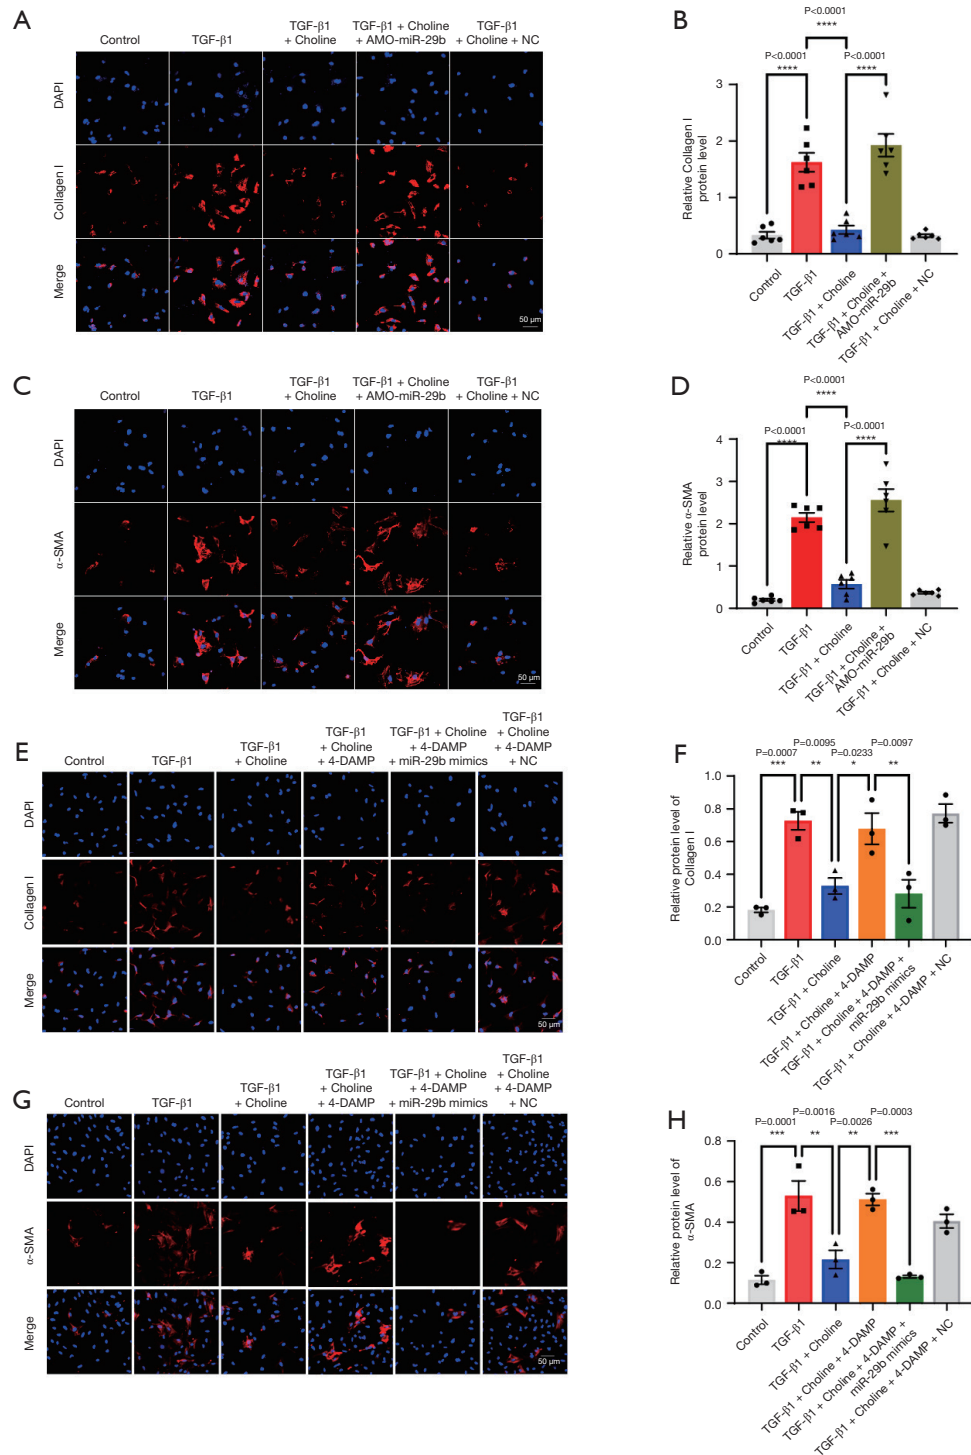 A
Control
TGF-β1
TGF-β1
+ Choline
TGF-β1 + Choline
+ AMO-miR-29b
TGF-β1
+ Choline + NC
DAPI
Collagen I
Merge
50 μm
B
P<0.0001
****
P<0.0001
****
P<0.0001
****
Relative Collagen I
protein level
3
2
1
0
Control
TGF-β1
TGF-β1 + Choline
TGF-β1 + Choline +
AMO-miR-29b
TGF-β1 + Choline + NC
C
Control
TGF-β1
TGF-β1
+ Choline
TGF-β1 + Choline
+ AMO-miR-29b
TGF-β1
+ Choline + NC
DAPI
α-SMA
Merge
50 μm
D
P<0.0001
****
P<0.0001
****
P<0.0001
****
Relative α-SMA
protein level
4
3
2
1
0
Control
TGF-β1
TGF-β1 + Choline
TGF-β1 + Choline +
AMO-miR-29b
TGF-β1 + Choline + NC
E
Control
TGF-β1
TGF-β1
+ Choline
TGF-β1
+ Choline
+ 4-DAMP
TGF-β1 + Choline
+ 4-DAMP
+ miR-29b mimics
TGF-β1
+ Choline
+ 4-DAMP
+ NC
DAPI
Collagen I
Merge
50 μm
F
P=0.0007
***
P=0.0095
**
P=0.0233
*
P=0.0097
**
Relative protein level of
Collagen I
1.0
0.8
0.6
0.4
0.2
0.0
Control
TGF-β1
TGF-β1 + Choline
TGF-β1 + Choline + 4-DAMP
TGF-β1 + Choline + 4-DAMP +
miR-29b mimics
TGF-β1 + Choline + 4-DAMP + NC
G
Control
TGF-β1
TGF-β1
+ Choline
TGF-β1
+ Choline
+ 4-DAMP
TGF-β1 + Choline
+ 4-DAMP
+ miR-29b mimics
TGF-β1
+ Choline
+ 4-DAMP
+ NC
DAPI
α-SMA
Merge
50 μm
H
P=0.0001
***
P=0.0016
**
P=0.0026
**
P=0.0003
***
Relative protein level of
α-SMA
0.8
0.6
0.4
0.2
0.0
Control
TGF-β1
TGF-β1 + Choline
TGF-β1 + Choline + 4-DAMP
TGF-β1 + Choline + 4-DAMP +
miR-29b mimics
TGF-β1 + Choline + 4-DAMP + NC